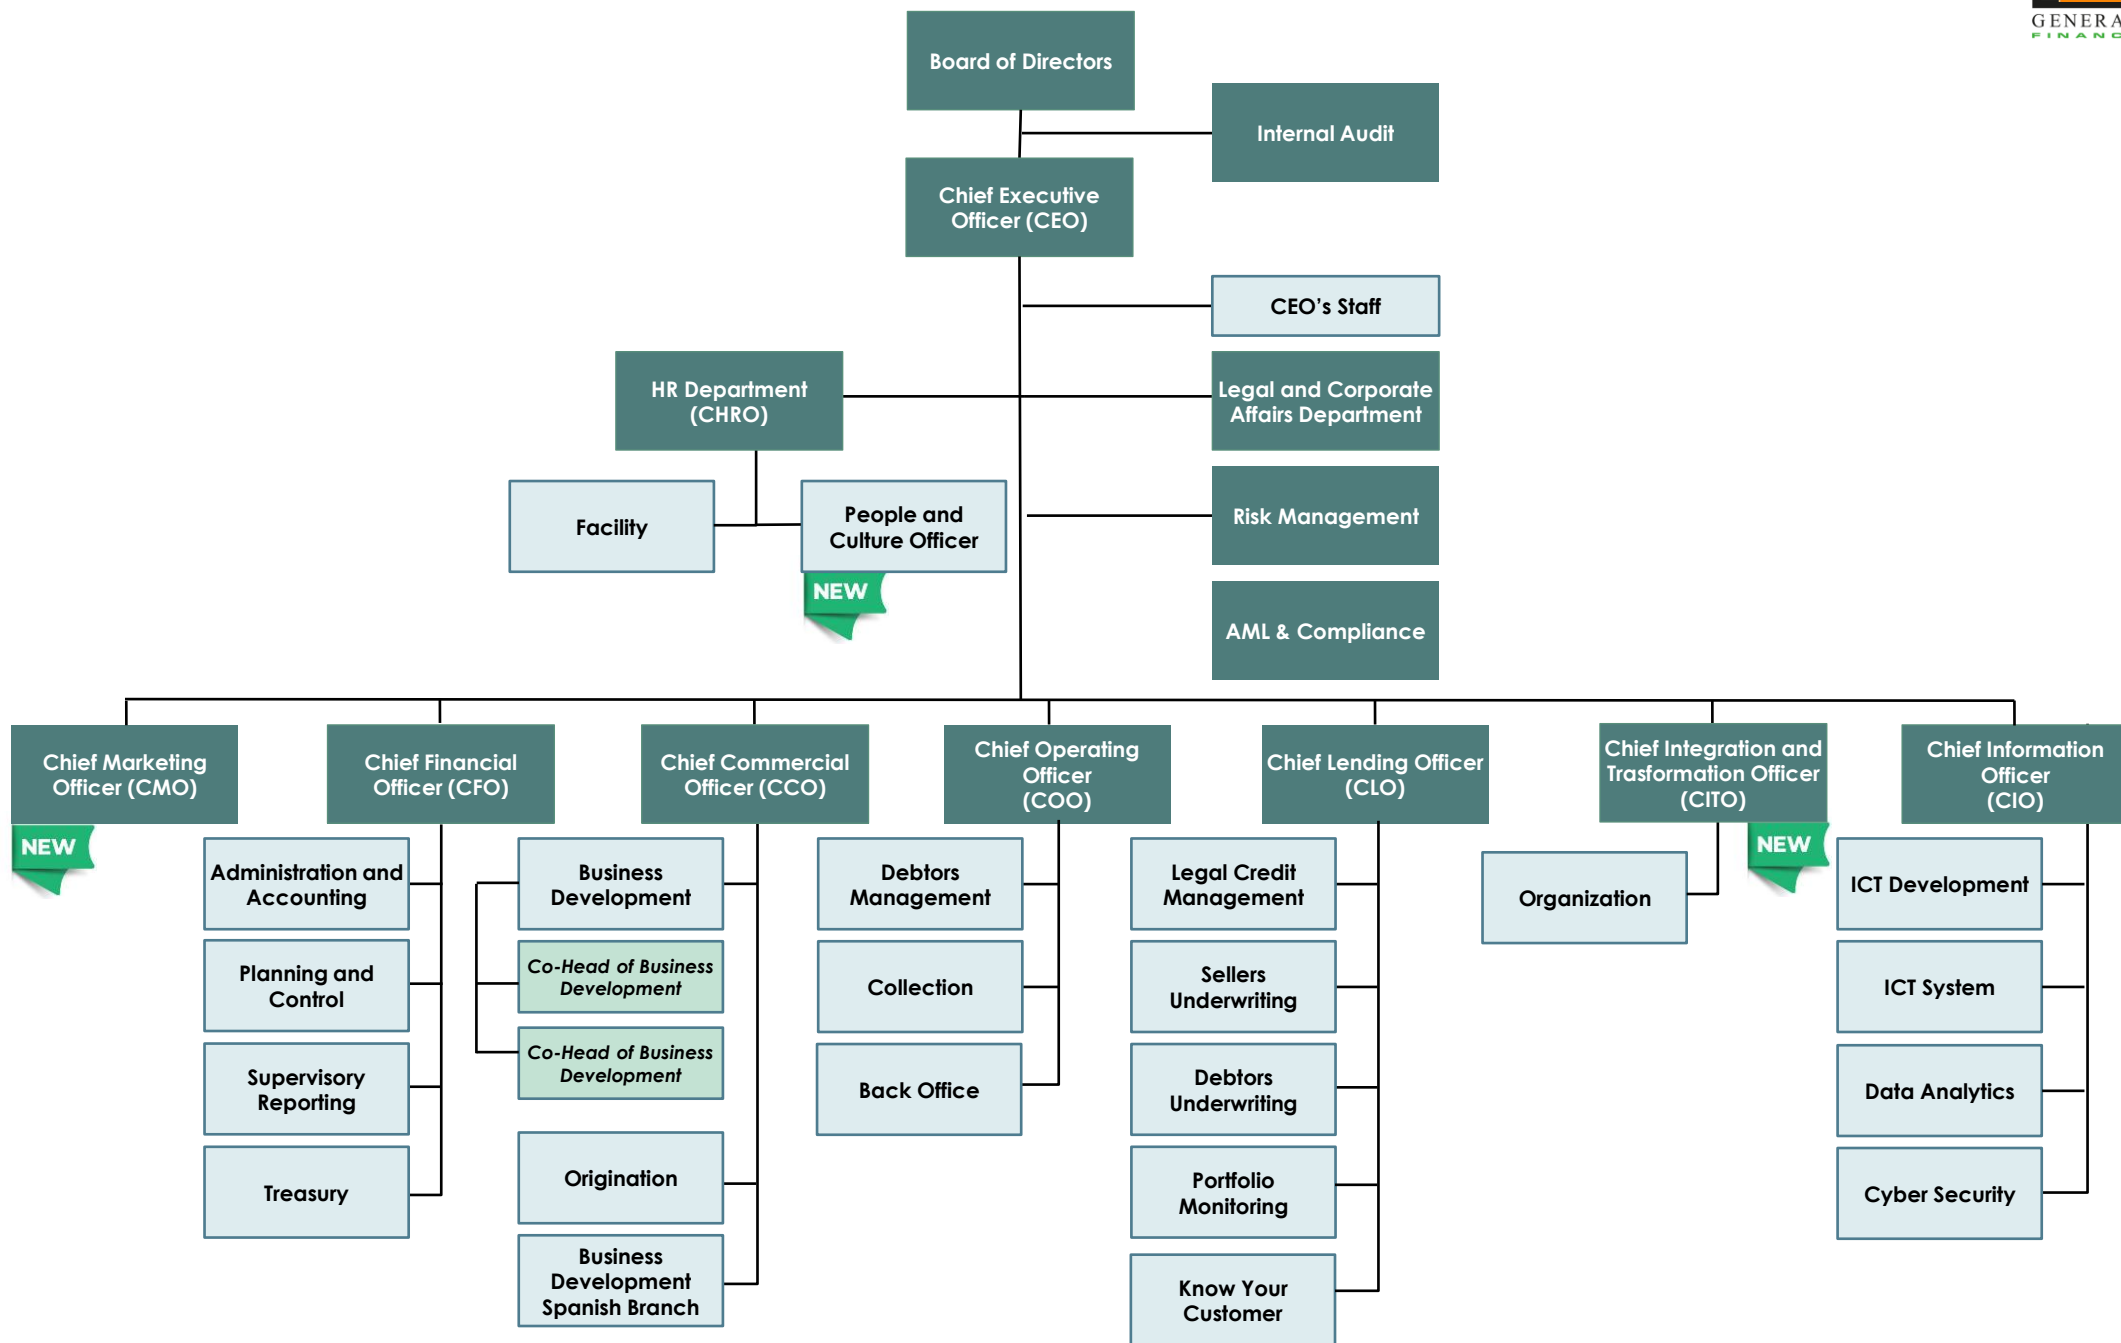 GENERA
FINANC
Board of Directors
Internal Audit
Chief Executive
Officer (CEO)
CEO’s Staff
HR Department
(CHRO)
Legal and Corporate
Affairs Department
Facility
People and
Culture Officer
NEW
Risk Management
AML & Compliance
Chief Marketing
Officer (CMO)
NEW
Chief Financial
Officer (CFO)
Administration and
Accounting
Planning and
Control
Supervisory
Reporting
Treasury
Chief Commercial
Officer (CCO)
Business
Development
Co-Head of Business
Development
Co-Head of Business
Development
Origination
Business
Development
Spanish Branch
Chief Operating
Officer
(COO)
Debtors
Management
Collection
Back Office
Chief Lending Officer
(CLO)
Legal Credit
Management
Sellers
Underwriting
Debtors
Underwriting
Portfolio
Monitoring
Know Your
Customer
Chief Integration and
Trasformation Officer
(CITO)
NEW
Organization
Chief Information
Officer
(CIO)
ICT Development
ICT System
Data Analytics
Cyber Security